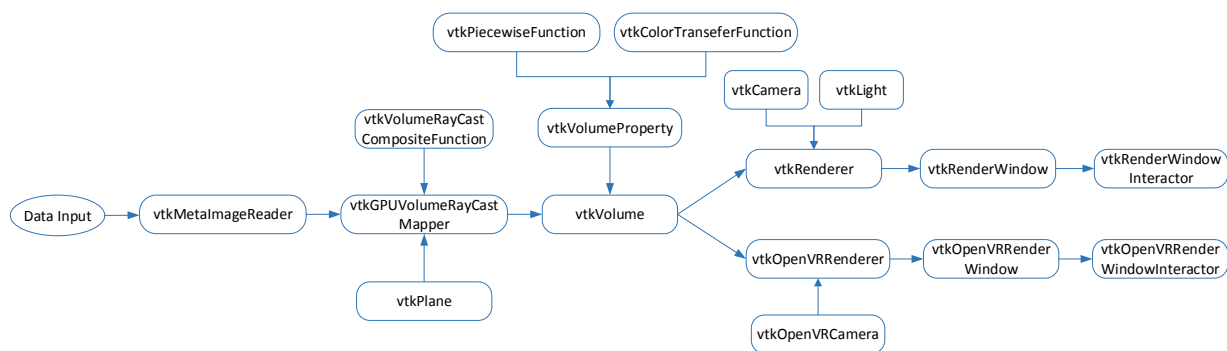 vtkPiecewiseFunction
vtkColorTranseferFunction
vtkCamera
vtkLight
vtkVolumeRayCast
CompositeFunction
vtkVolumeProperty
vtkRenderer
vtkRenderWindow
vtkRenderWindow
Interactor
Data Input
vtkMetaImageReader
vtkGPUVolumeRayCast
Mapper
vtkVolume
vtkOpenVRRenderer
vtkOpenVRRender
Window
vtkOpenVRRender
WindowInteractor
vtkPlane
vtkOpenVRCamera